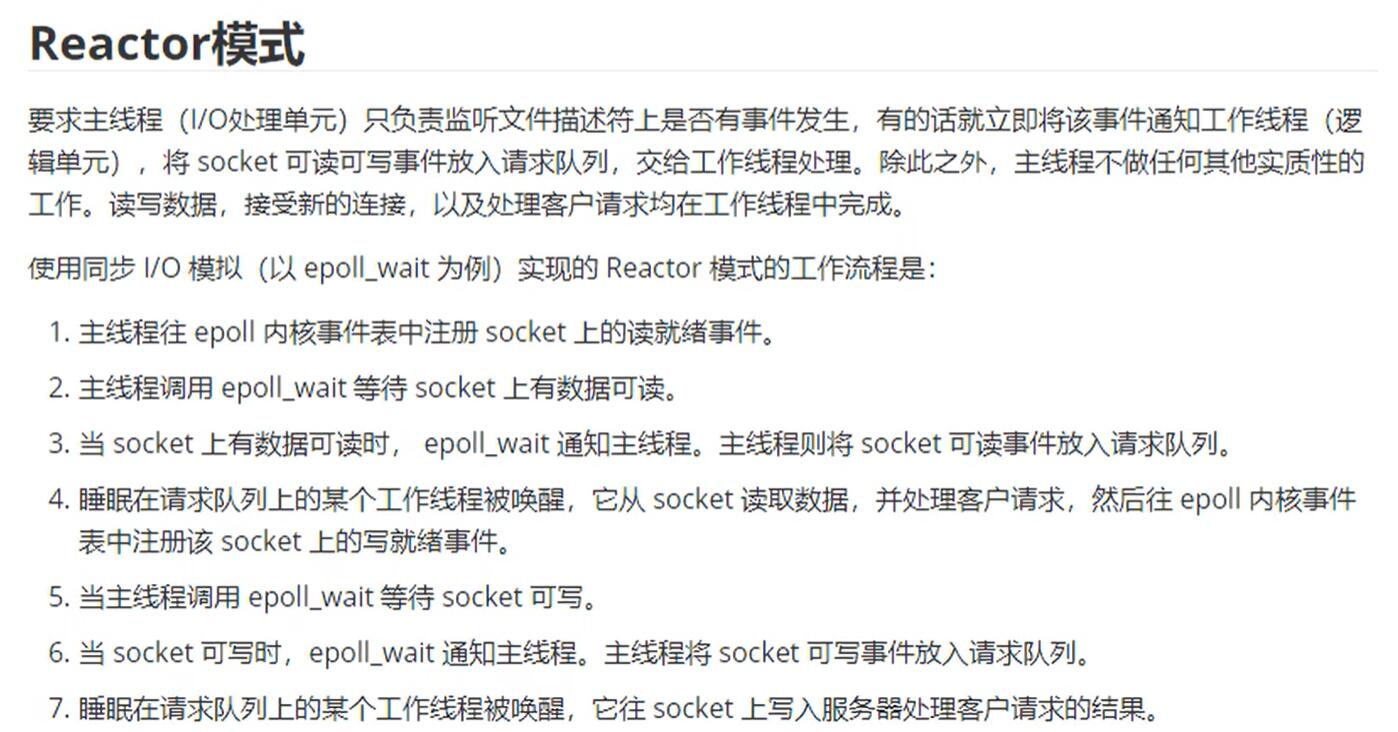 Reactor模式
要求主线程（I/O处理单元）只负责监听文件描述符上是否有事件发生，有的话就立即将该事件通知工作线程（逻
辑单元），将 socket 可读可写事件放入请求队列，交给工作线程处理。除此之外，主线程不做任何其他实质性的
工作。读写数据，接受新的连接，以及处理客户请求均在工作线程中完成。
使用同步 I/O 模拟（以 epoll_wait 为例）实现的 Reactor 模式的工作流程是：
1. 主线程往 epoll 内核事件表中注册 socket 上的读就绪事件。
2. 主线程调用 epoll_wait 等待 socket 上有数据可读。
3. 当 socket 上有数据可读时， epoll_wait 通知主线程。主线程则将 socket 可读事件放入请求队列。
4. 睡眠在请求队列上的某个工作线程被唤醒，它从 socket 读取数据，并处理客户请求，然后往 epoll 内核事件
表中注册该 socket 上的写就绪事件。
5. 当主线程调用 epoll_wait 等待 socket 可写。
6. 当 socket 可写时，epoll_wait 通知主线程。主线程将 socket 可写事件放入请求队列。
7. 睡眠在请求队列上的某个工作线程被唤醒，它往 socket 上写入服务器处理客户请求的结果。